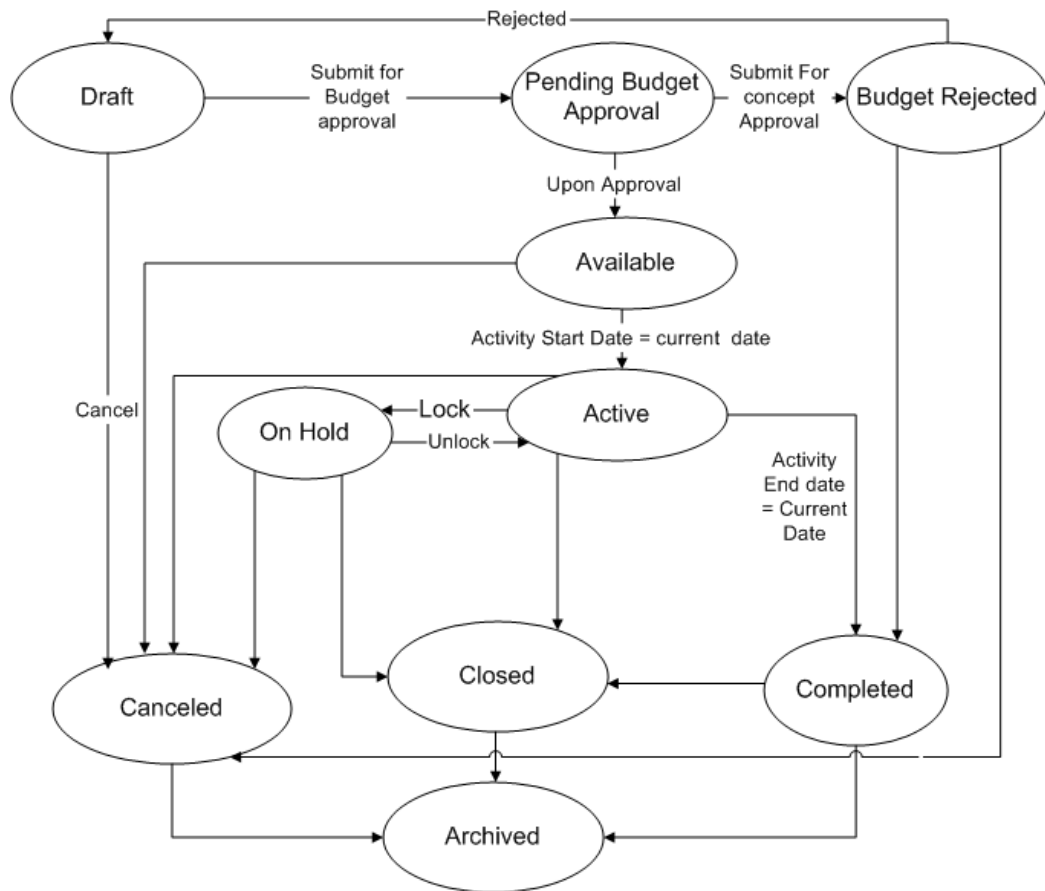 Rejected
Draft
Submit for
Budget
approval
Pending Budget
Approval
Submit For
concept
Approval
Budget Rejected
Upon Approval
Available
Activity Start Date = current  date
Cancel
On Hold
Lock
Unlock
Active
Activity
End date
= Current
Date
Canceled
Closed
Completed
Archived